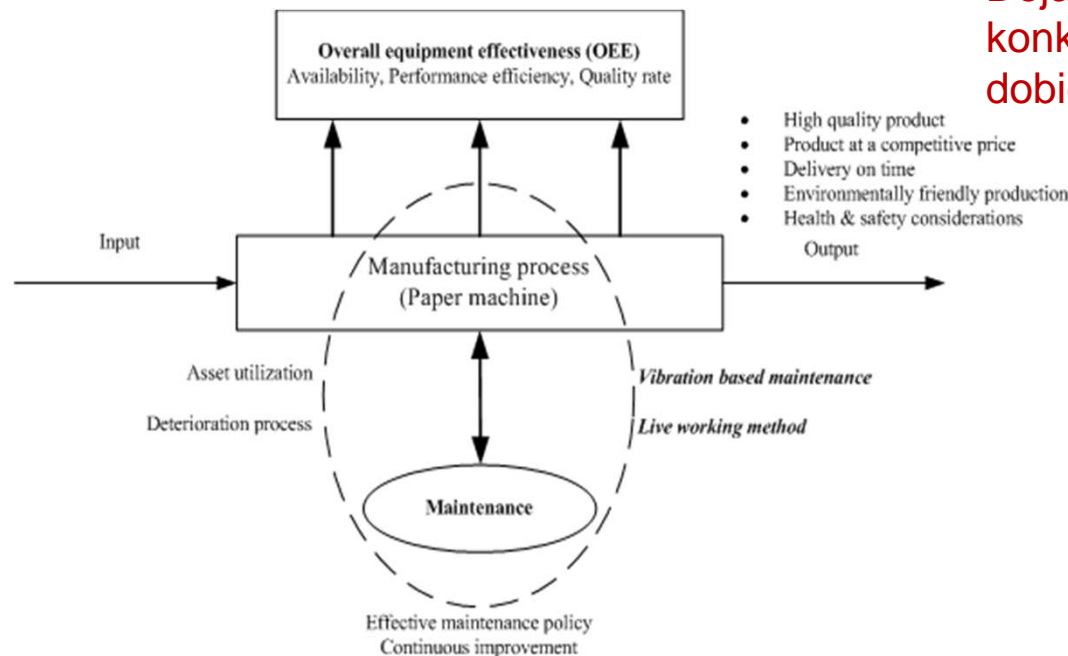 konk
dobi
Overall equipment effectiveness (OEE)
Availability, Performance efficiency, Quality rate
• High quality product
• Product at a competitive price
• Delivery on time
• Environmentally friendly production
• Health & safety considerations
Input
Output
Manufacturing process
(Paper machine)
Asset utilization
Vibration based maintenance
Deterioration process
Live working method
Maintenance
Effective maintenance policy
Continuous improvement